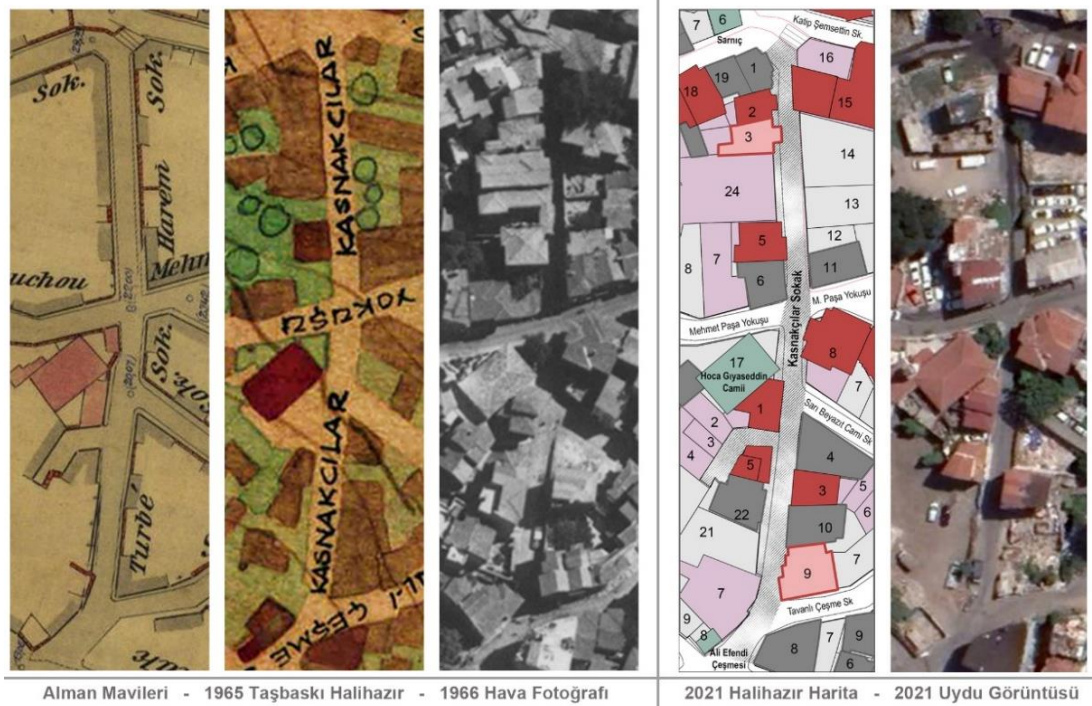 Sok.
Sok.
Harem
Mehm
uchou
Sok.
Turbé
KASNAKCILAR
YOKUŞU
KASNAKCILAR
ÇEŞME
Katip Şemsettin Sk.
7
6
Sarnıç
16
19
1
18
15
2
3
14
24
13
5
12
8
7
6
11
Kasnakçılar Sokak
M. Paşa Yokuşu
Mehmet Paşa Yokuşu
8
17
Hoca Gıyaseddin
Camii
7
1
2
Sarı Beyazıt Cami Sk
3
4
4
5
3
5
22
6
21
10
7
9
7
Tavanlı Çeşme Sk
9
8
Ali Efendi
Çeşmesi
8
7
9
6
Alman Mavileri - 1965 Taşbaskı Halihazır - 1966 Hava Fotoğrafı
2021 Halihazır Harita - 2021 Uydu Görüntüsü